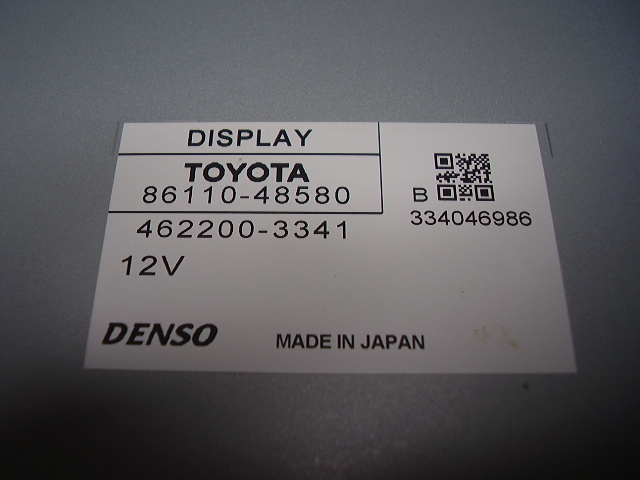 DISPLAY
TOYOTA
86110-48580
462200-3341
12V
B
334046986
DENSO
MADE IN JAPAN